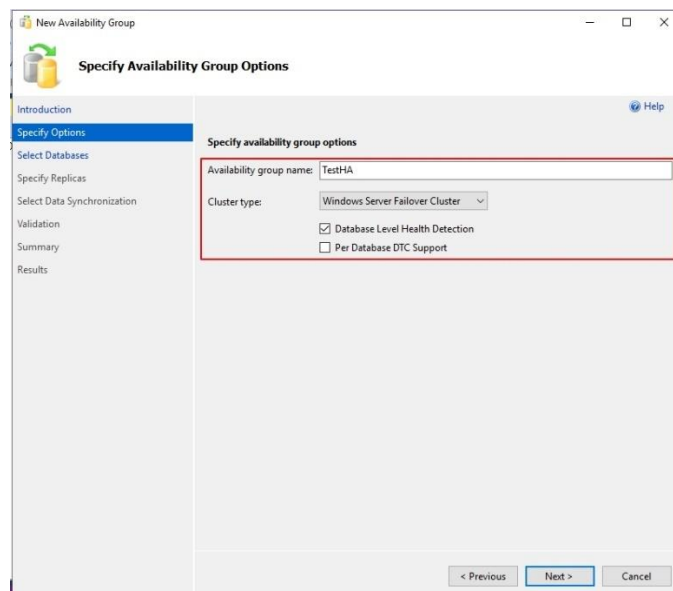 New Availability Group
Specify Availability Group Options
Introduction
Help
Specify Options
Specify availability group options
Select Databases
Availability group name: TestHA
Specify Replicas
Select Data Synchronization
Cluster type: Windows Server Failover Cluster
Validation
Database Level Health Detection
Summary
Per Database DTC Support
Results
< Previous Next > Cancel